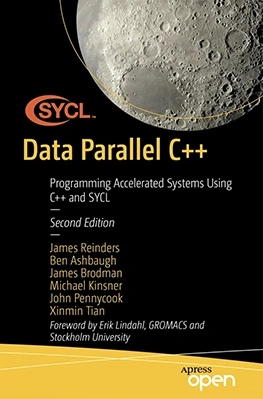 SYCL™
Data Parallel C++
Programming Accelerated Systems Using
C++ and SYCL
—
Second Edition
—
James Reinders
Ben Ashbaugh
James Brodman
Michael Kinsner
John Pennycook
Xinmin Tian
Foreword by Erik Lindahl, GROMACS and
Stockholm University
Apress
open